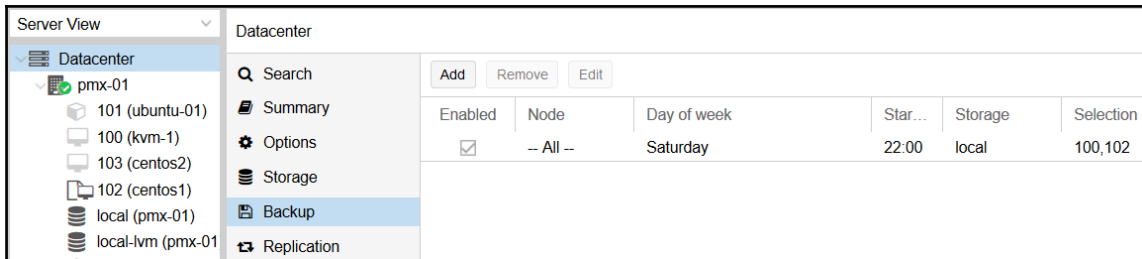 Server View
Datacenter
pmx-01
101 (ubuntu-01)
100 (kvm-1)
103 (centos2)
102 (centos1)
local (pmx-01)
local-lvm (pmx-01
Datacenter
Search
Summary
Options
Storage
Backup
Replication
Add Remove Edit
Enabled Node Day of week Star... Storage Selection
-- All -- Saturday 22:00 local 100,102